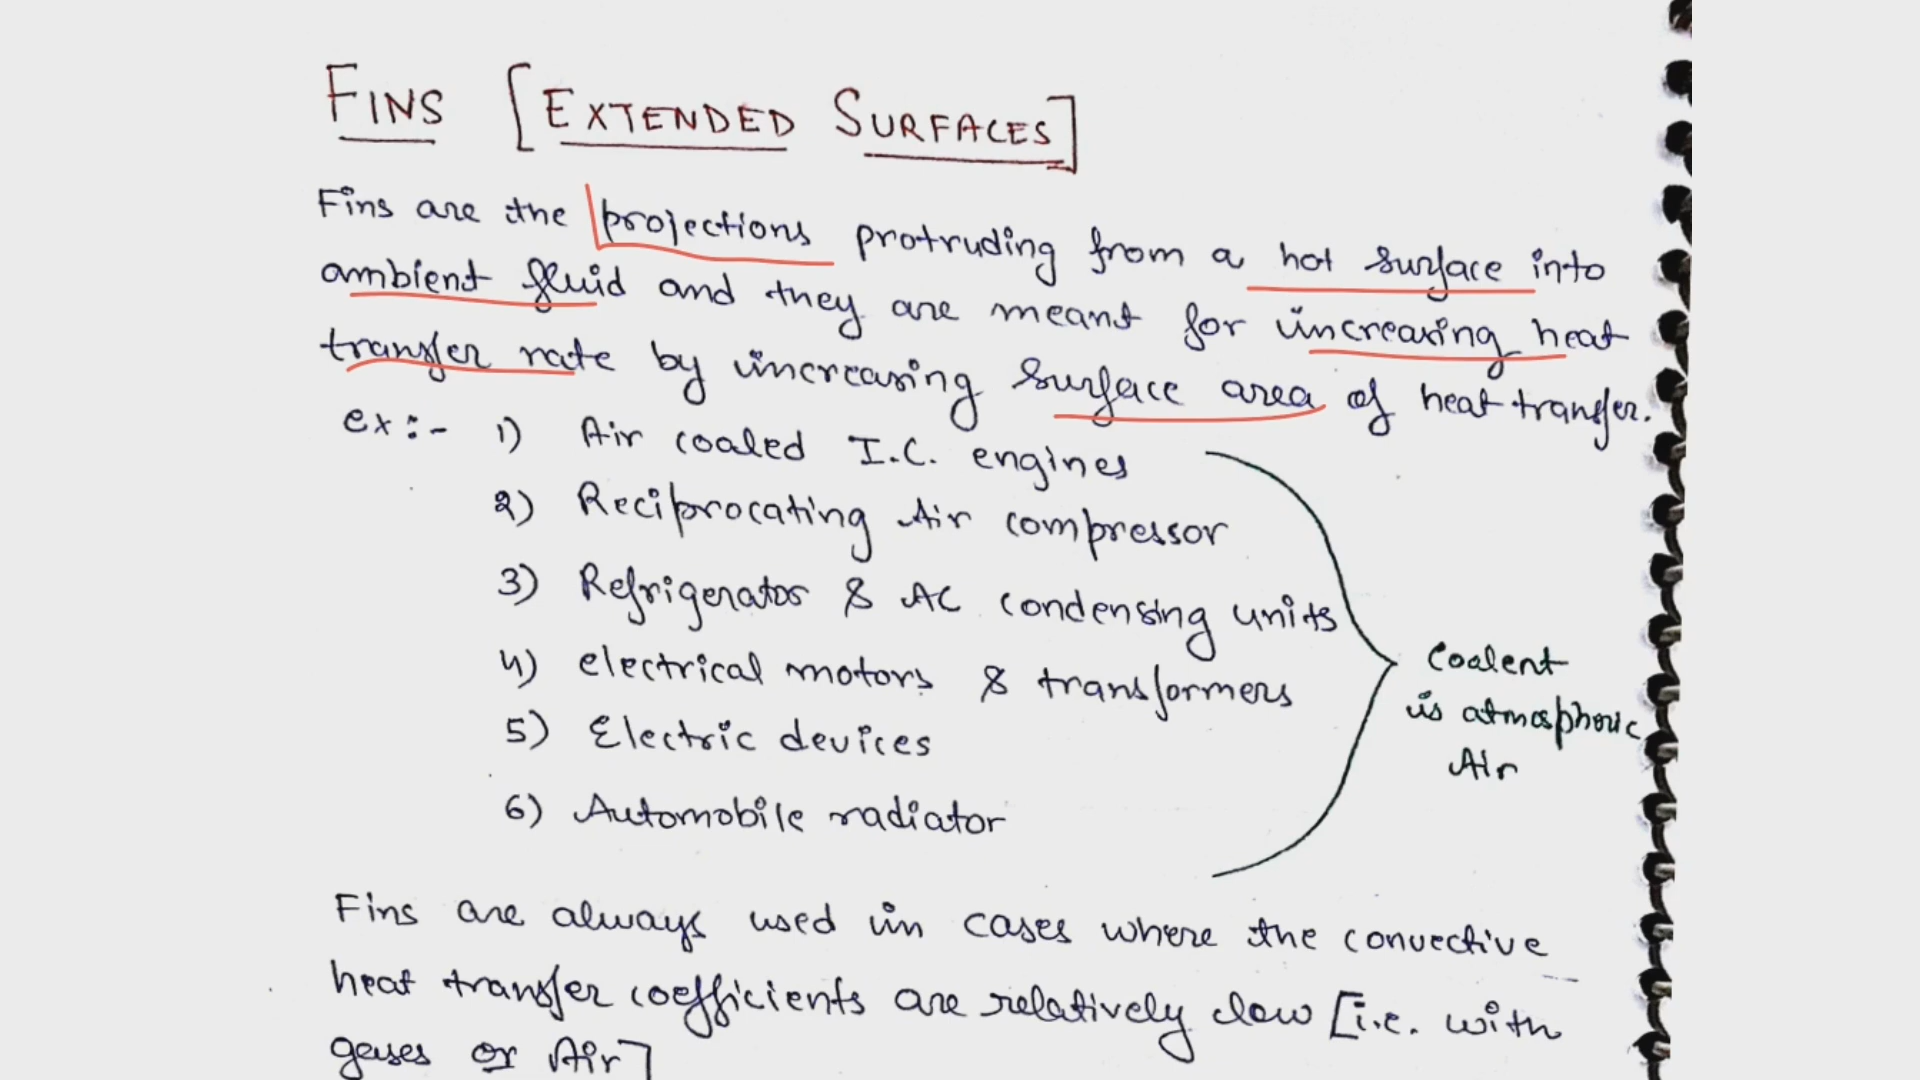 FINS [EXTENDED SURFACES]
Fins are the projections protruding from a hot surface into
ambient fluid and they are meant for increasing heat
transfer rate by increasing surface area of heat transfer.
ex:- 1) Air coaled I.C. engines
2) Reciprocating Air compressor
3) Refrigerator & AC condensing units
4) electrical motors & transformers
5) Electric devices
6) Automobile radiator
Coalent
is atmospheric
Air
Fins are always used in cases where the convective
heat transfer coefficients are relatively low [i.e. with
gases or Air]